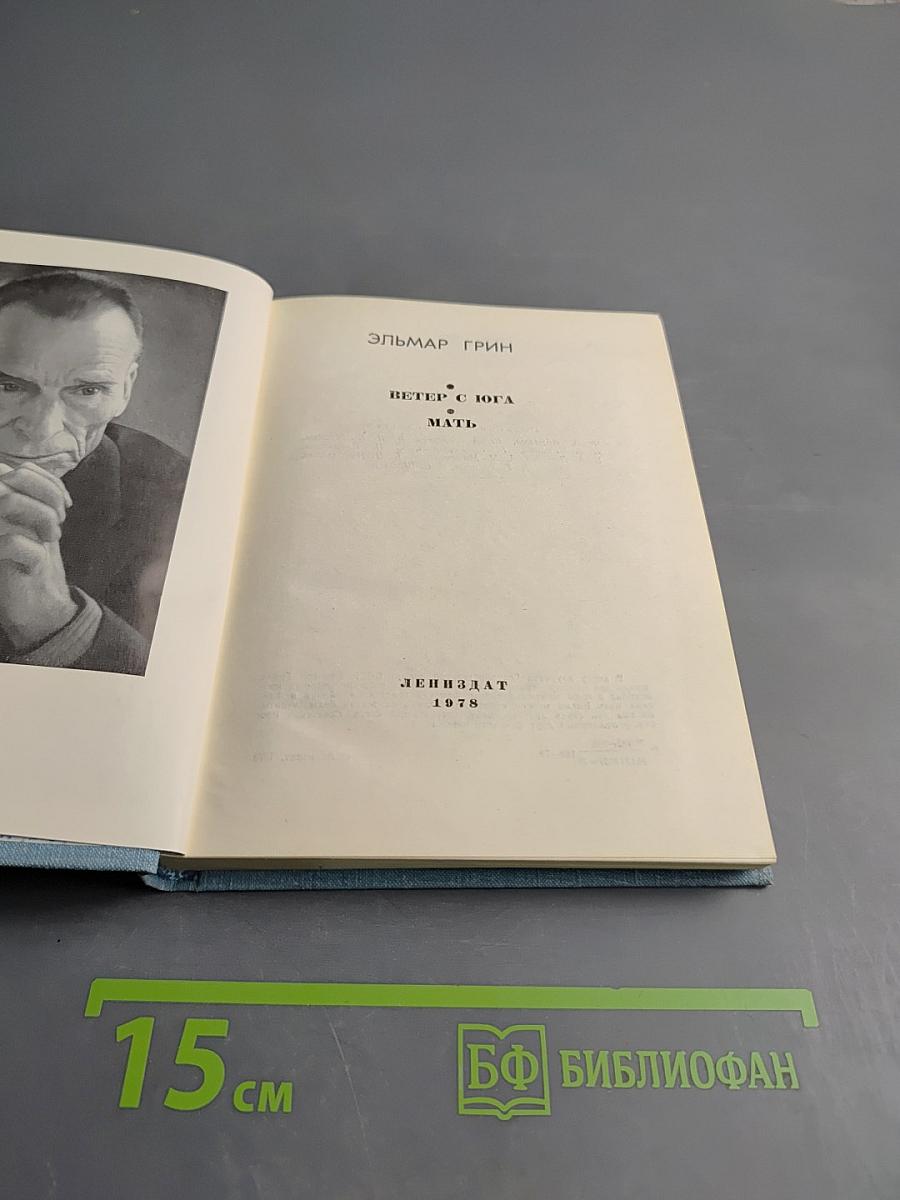 ЭЛЬМАР ГРИН
ВЕТЕР С ЮГА
МАТЬ
ЛЕНИЗДАТ
1978
15 см
БФ БИБЛИОФАН